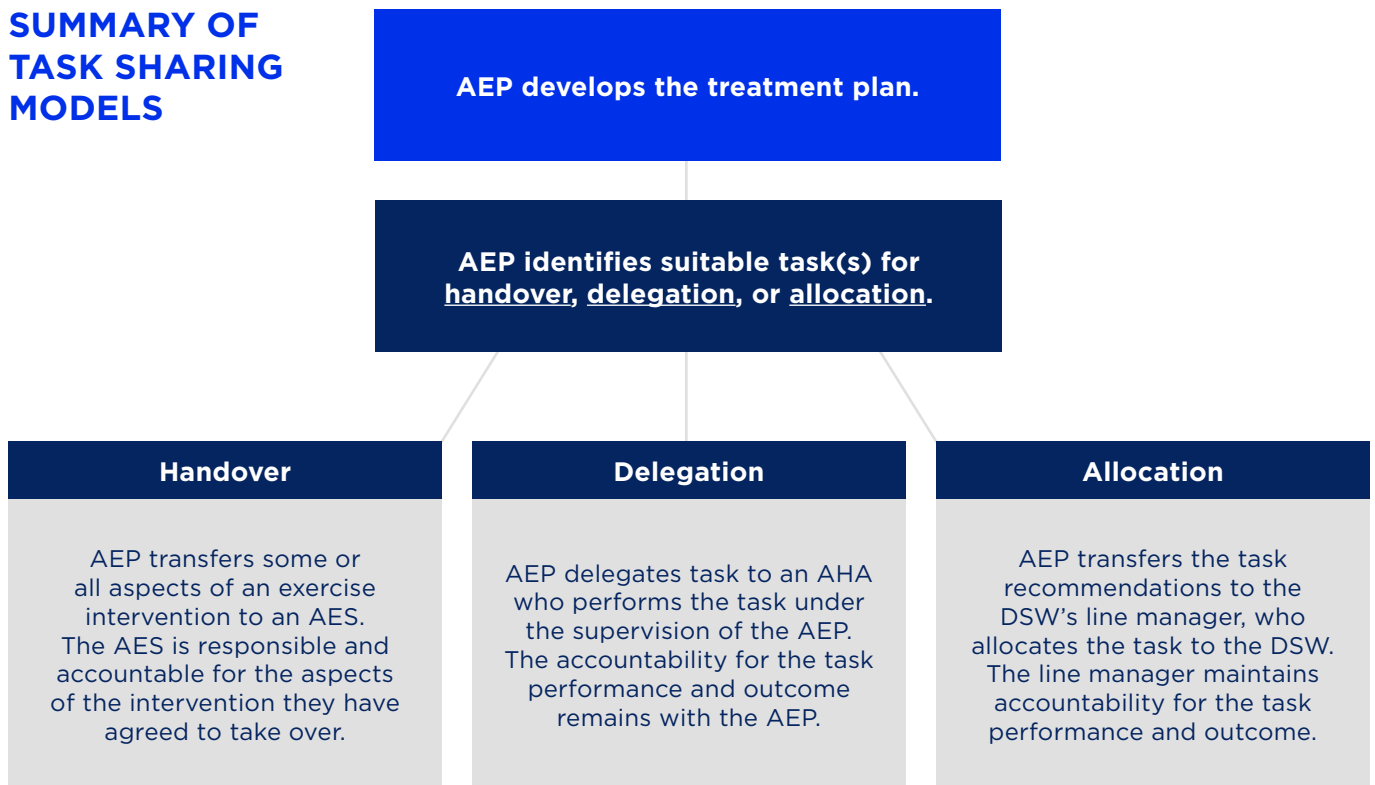 SUMMARY OF
TASK SHARING
MODELS
AEP develops the treatment plan.
AEP identifies suitable task(s) for
handover, delegation, or allocation.
Handover
AEP transfers some or
all aspects of an exercise
intervention to an AES.
The AES is responsible and
accountable for the aspects
of the intervention they have
agreed to take over.
Delegation
AEP delegates task to an AHA
who performs the task under
the supervision of the AEP.
The accountability for the task
performance and outcome
remains with the AEP.
Allocation
AEP transfers the task
recommendations to the
DSW’s line manager, who
allocates the task to the DSW.
The line manager maintains
accountability for the task
performance and outcome.